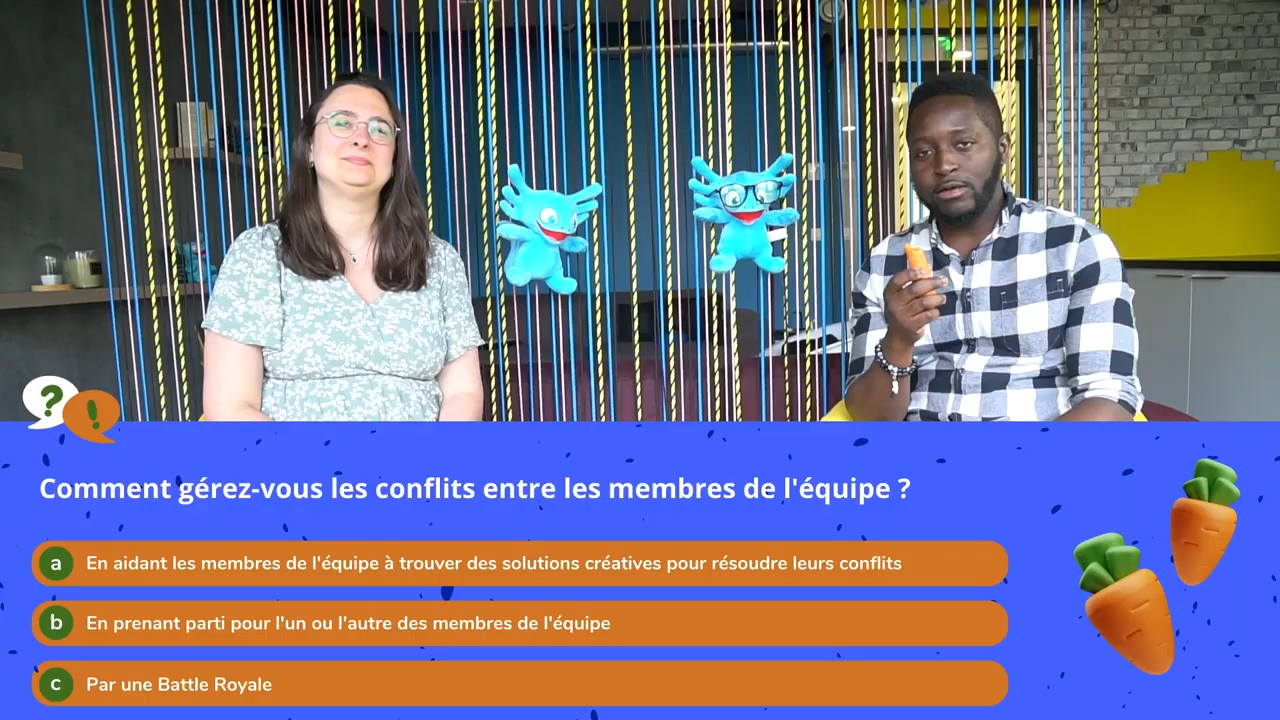 ? !
Comment gérez-vous les conflits entre les membres de l'équipe ?
a En aidant les membres de l'équipe à trouver des solutions créatives pour résoudre leurs conflits
b En prenant parti pour l'un ou l'autre des membres de l'équipe
c Par une Battle Royale